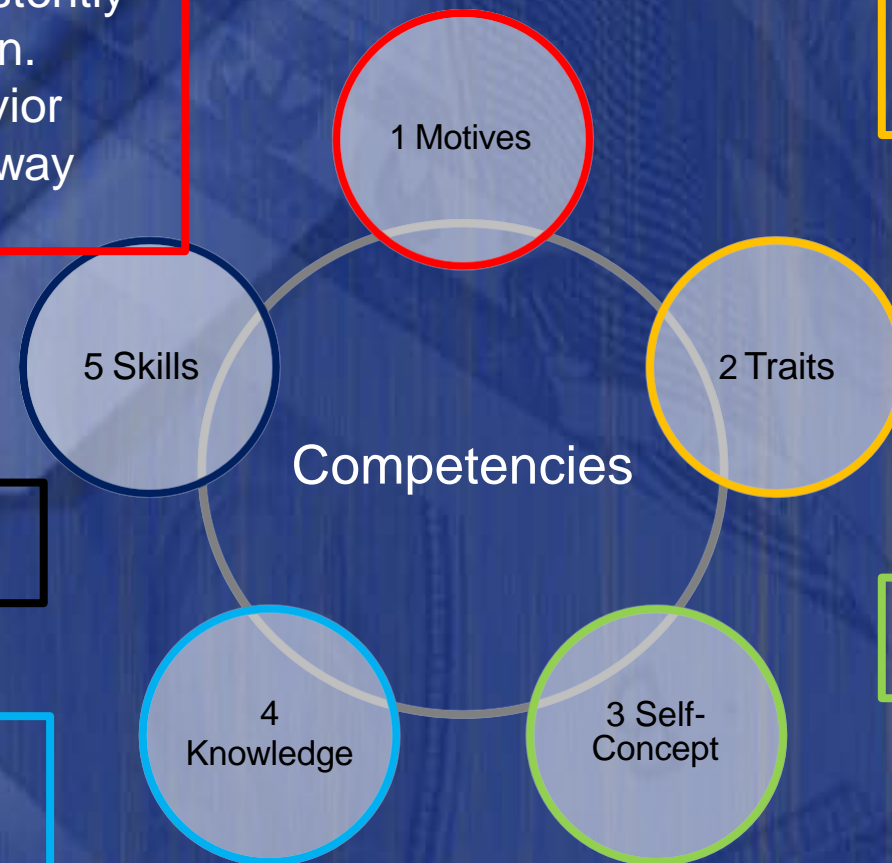 n.
vior
way
1 Motives
5 Skills
2 Traits
Competencies
4
Knowledge
3 Self-
Concept